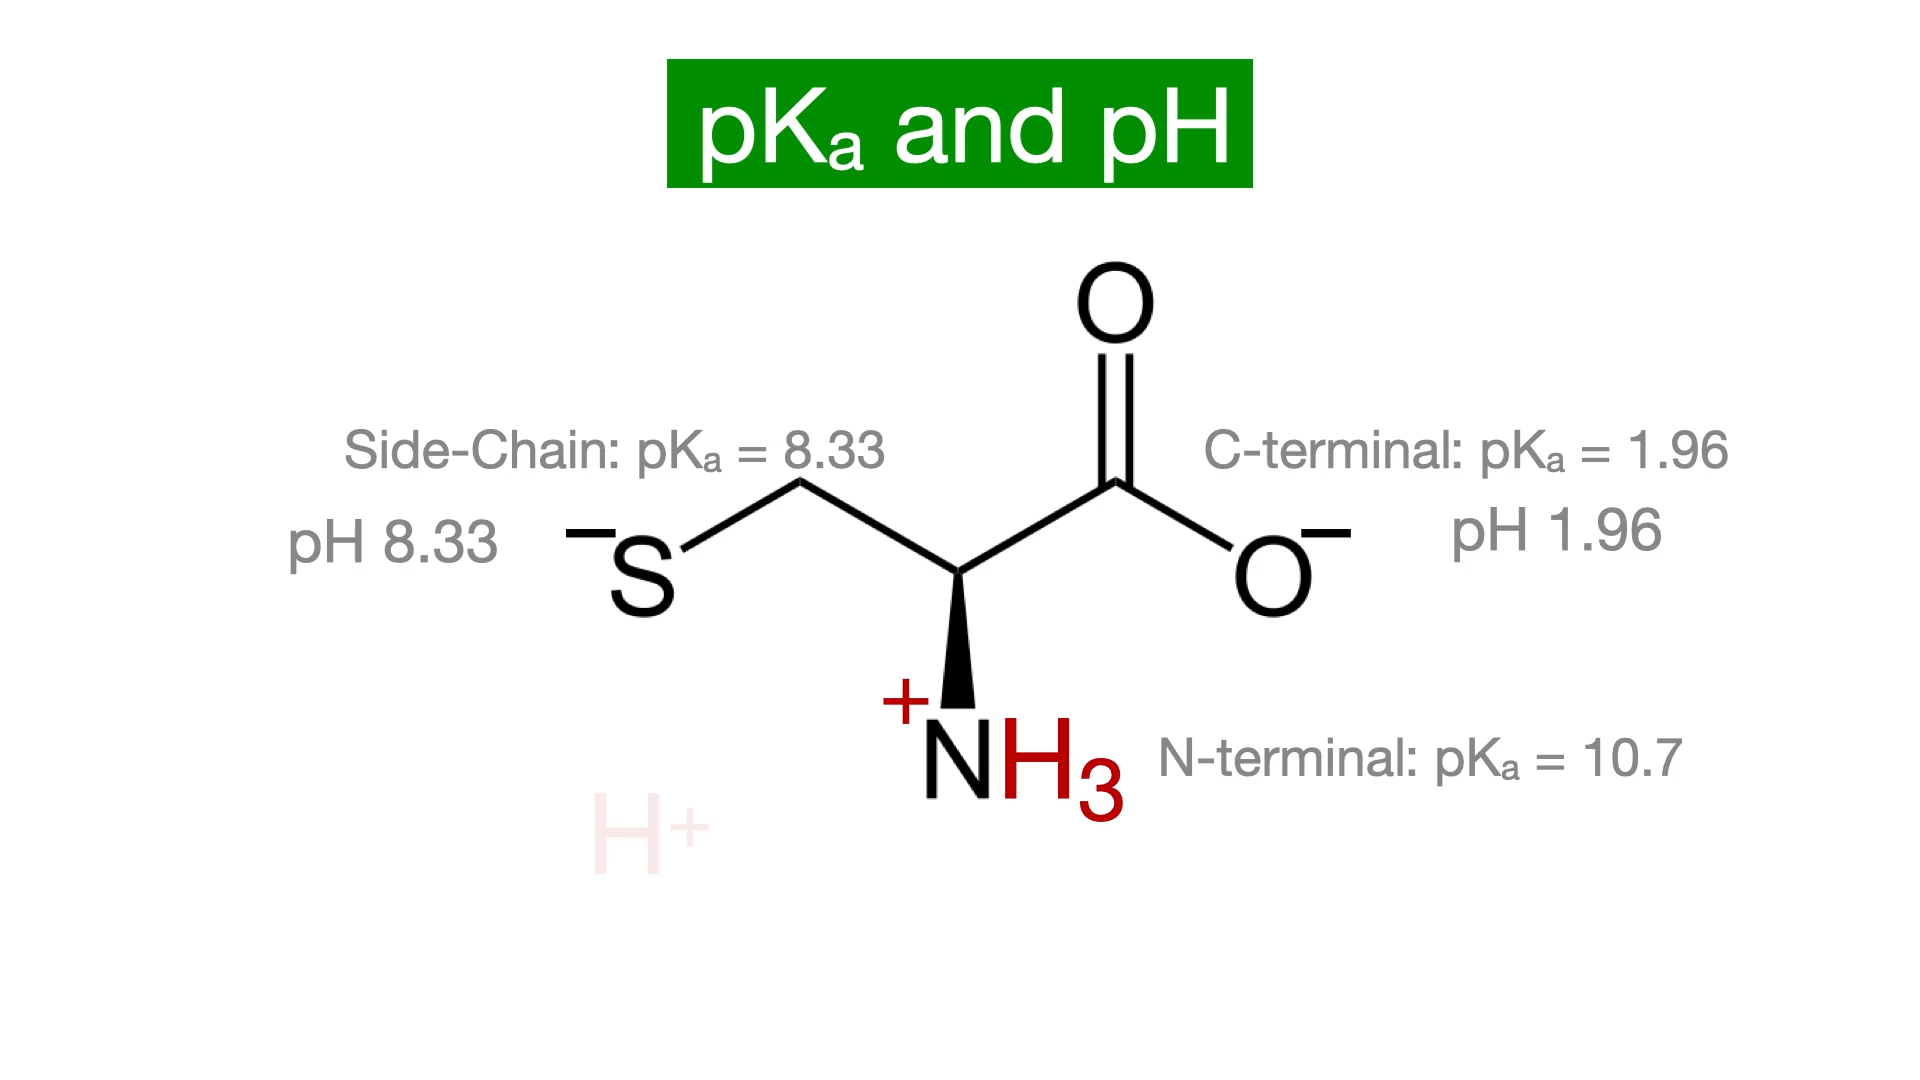 pKₐ and pH
O
Side-Chain: pKₐ = 8.33
C-terminal: pKₐ = 1.96
pH 8.33
⁻S
O⁻
pH 1.96
⁺NH₃
N-terminal: pKₐ = 10.7
H⁺